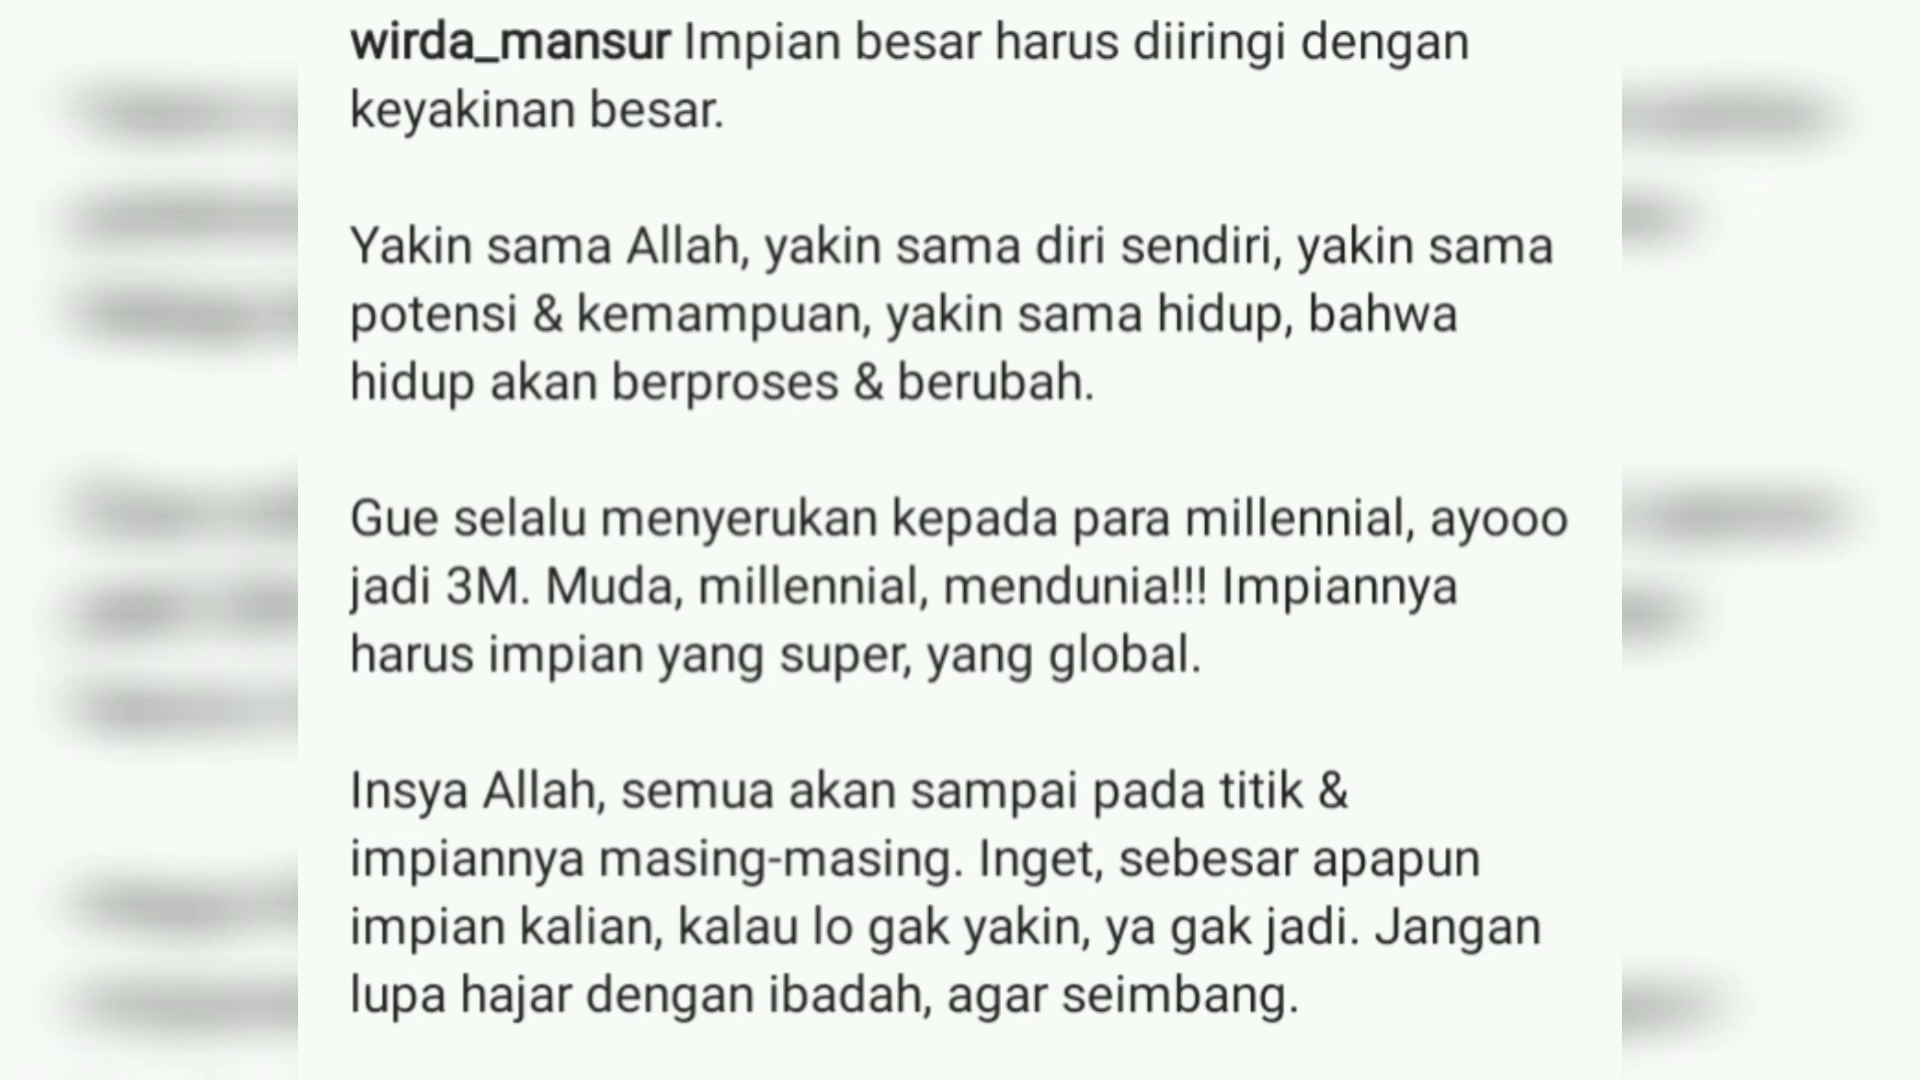 wirda_mansur Impian besar harus diiringi dengan
keyakinan besar.
Yakin sama Allah, yakin sama diri sendiri, yakin sama
potensi & kemampuan, yakin sama hidup, bahwa
hidup akan berproses & berubah.
Gue selalu menyerukan kepada para millennial, ayooo
jadi 3M. Muda, millennial, mendunia!!! Impiannya
harus impian yang super, yang global.
Insya Allah, semua akan sampai pada titik &
impiannya masing-masing. Inget, sebesar apapun
impian kalian, kalau lo gak yakin, ya gak jadi. Jangan
lupa hajar dengan ibadah, agar seimbang.